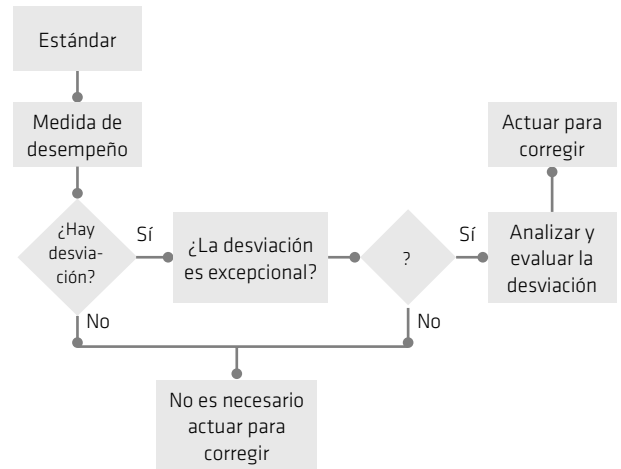 Estándar
Medida de
desempeño
¿Hay
desvia-
ción?
Sí
¿La desviación
es excepcional?
?
Sí
Analizar y
evaluar la
desviación
Actuar para
corregir
No
No
No es necesario
actuar para
corregir